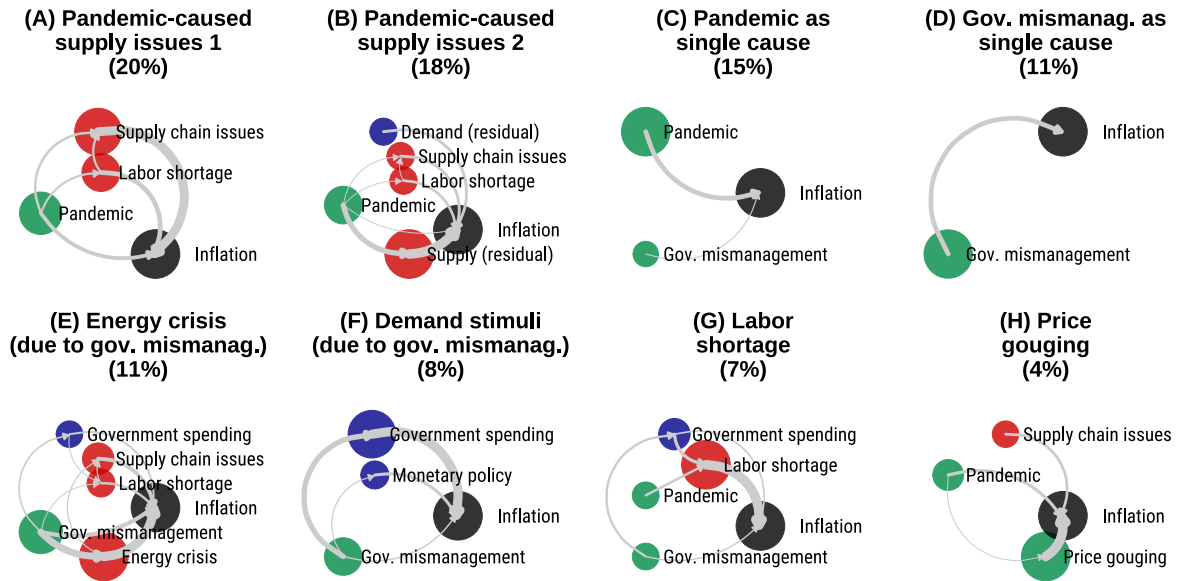 (A) Pandemic-caused
supply issues 1
(20%)
Supply chain issues
Labor shortage
Pandemic
Inflation
(B) Pandemic-caused
supply issues 2
(18%)
Demand (residual)
Supply chain issues
Labor shortage
Pandemic
Inflation
Supply (residual)
(C) Pandemic as
single cause
(15%)
Pandemic
Inflation
Gov. mismanagement
(D) Gov. mismanag. as
single cause
(11%)
Inflation
Gov. mismanagement
(E) Energy crisis
(due to gov. mismanag.)
(11%)
Government spending
Supply chain issues
Labor shortage
Inflation
Gov. mismanagement
Energy crisis
(F) Demand stimuli
(due to gov. mismanag.)
(8%)
Government spending
Monetary policy
Inflation
Gov. mismanagement
(G) Labor
shortage
(7%)
Government spending
Labor shortage
Pandemic
Inflation
Gov. mismanagement
(H) Price
gouging
(4%)
Supply chain issues
Pandemic
Inflation
Price gouging